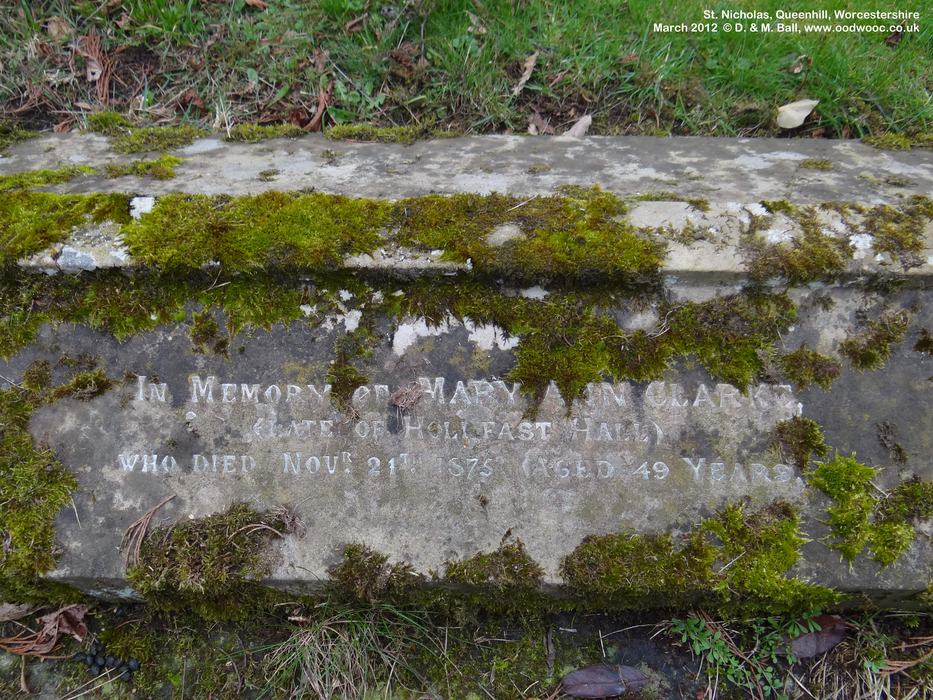 St. Nicholas, Queenhill, Worcestershire
March 2012 © D. & M. Ball, www.oodwooc.co.uk
IN MEMORY OF MARY ANN CLARKE,
(LATE OF HOLLFAST HALL)
WHO DIED NOVR 21ST 1875 (AGED 49 YEARS.